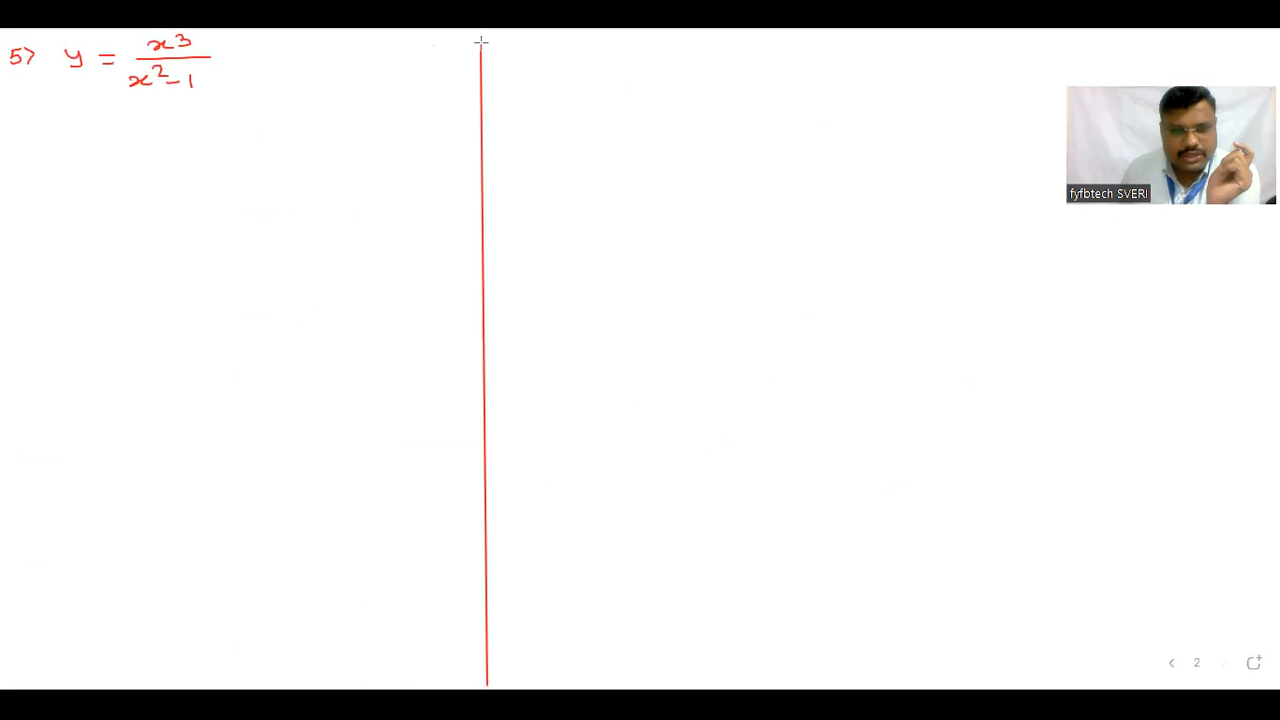 5> y = x3 / x²-1
fyfbtech SVERI
< 2